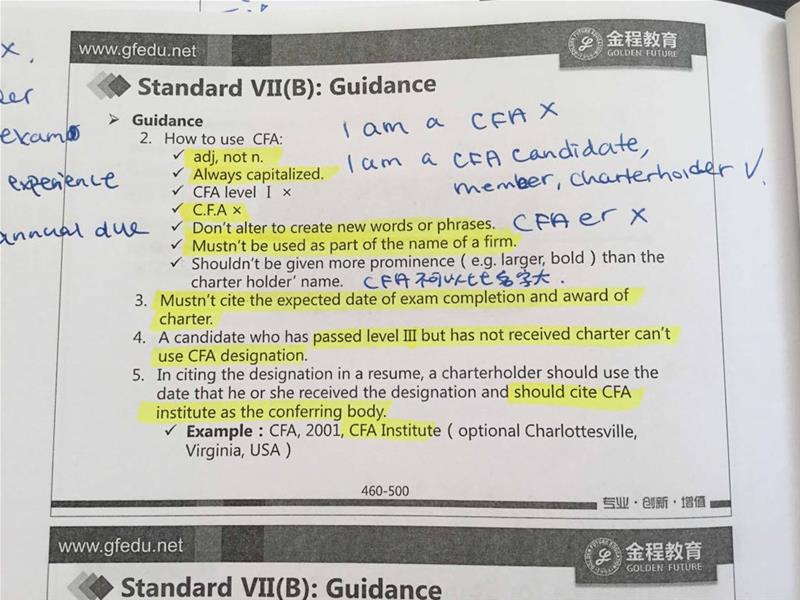 www.gfedu.net
金程教育
GOLDEN FUTURE
Standard VII(B): Guidance
➢ Guidance
2. How to use CFA:
✓ adj, not n.
✓ Always capitalized.
✓ CFA level Ⅰ ×
✓ C.F.A ×
✓ Don't alter to create new words or phrases.
✓ Mustn't be used as part of the name of a firm.
✓ Shouldn't be given more prominence ( e.g. larger, bold ) than the
charter holder' name.
3. Mustn't cite the expected date of exam completion and award of
charter.
4. A candidate who has passed level Ⅲ but has not received charter can't
use CFA designation.
5. In citing the designation in a resume, a charterholder should use the
date that he or she received the designation and should cite CFA
institute as the conferring body.
✓ Example : CFA, 2001, CFA Institute ( optional Charlottesville,
Virginia, USA )
460-500
专业·创新·增值
I am a CFA X
I am a CFA candidate,
member, charterholder √.
CFA er X
CFA不可以比名字大.
x.
exam
experience
annual due
www.gfedu.net
金程教育
GOLDEN FUTURE
Standard VII(B): Guidance